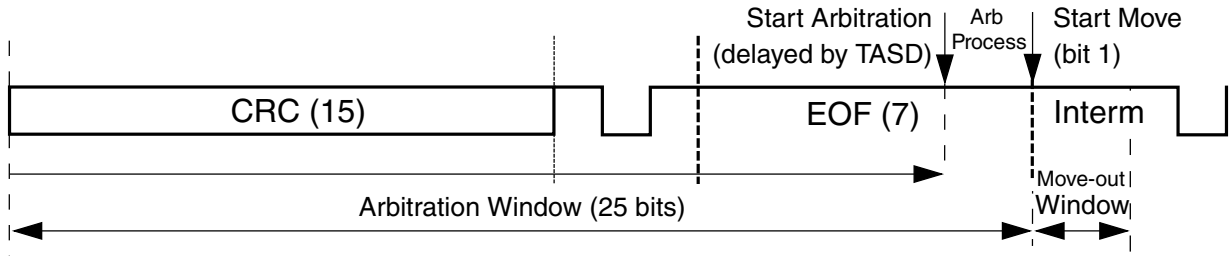 Start Arbitration
(delayed by TASD)
Arb
Process
Start Move
(bit 1)
CRC (15)
EOF (7)
Interm
Arbitration Window (25 bits)
Move-out
Window